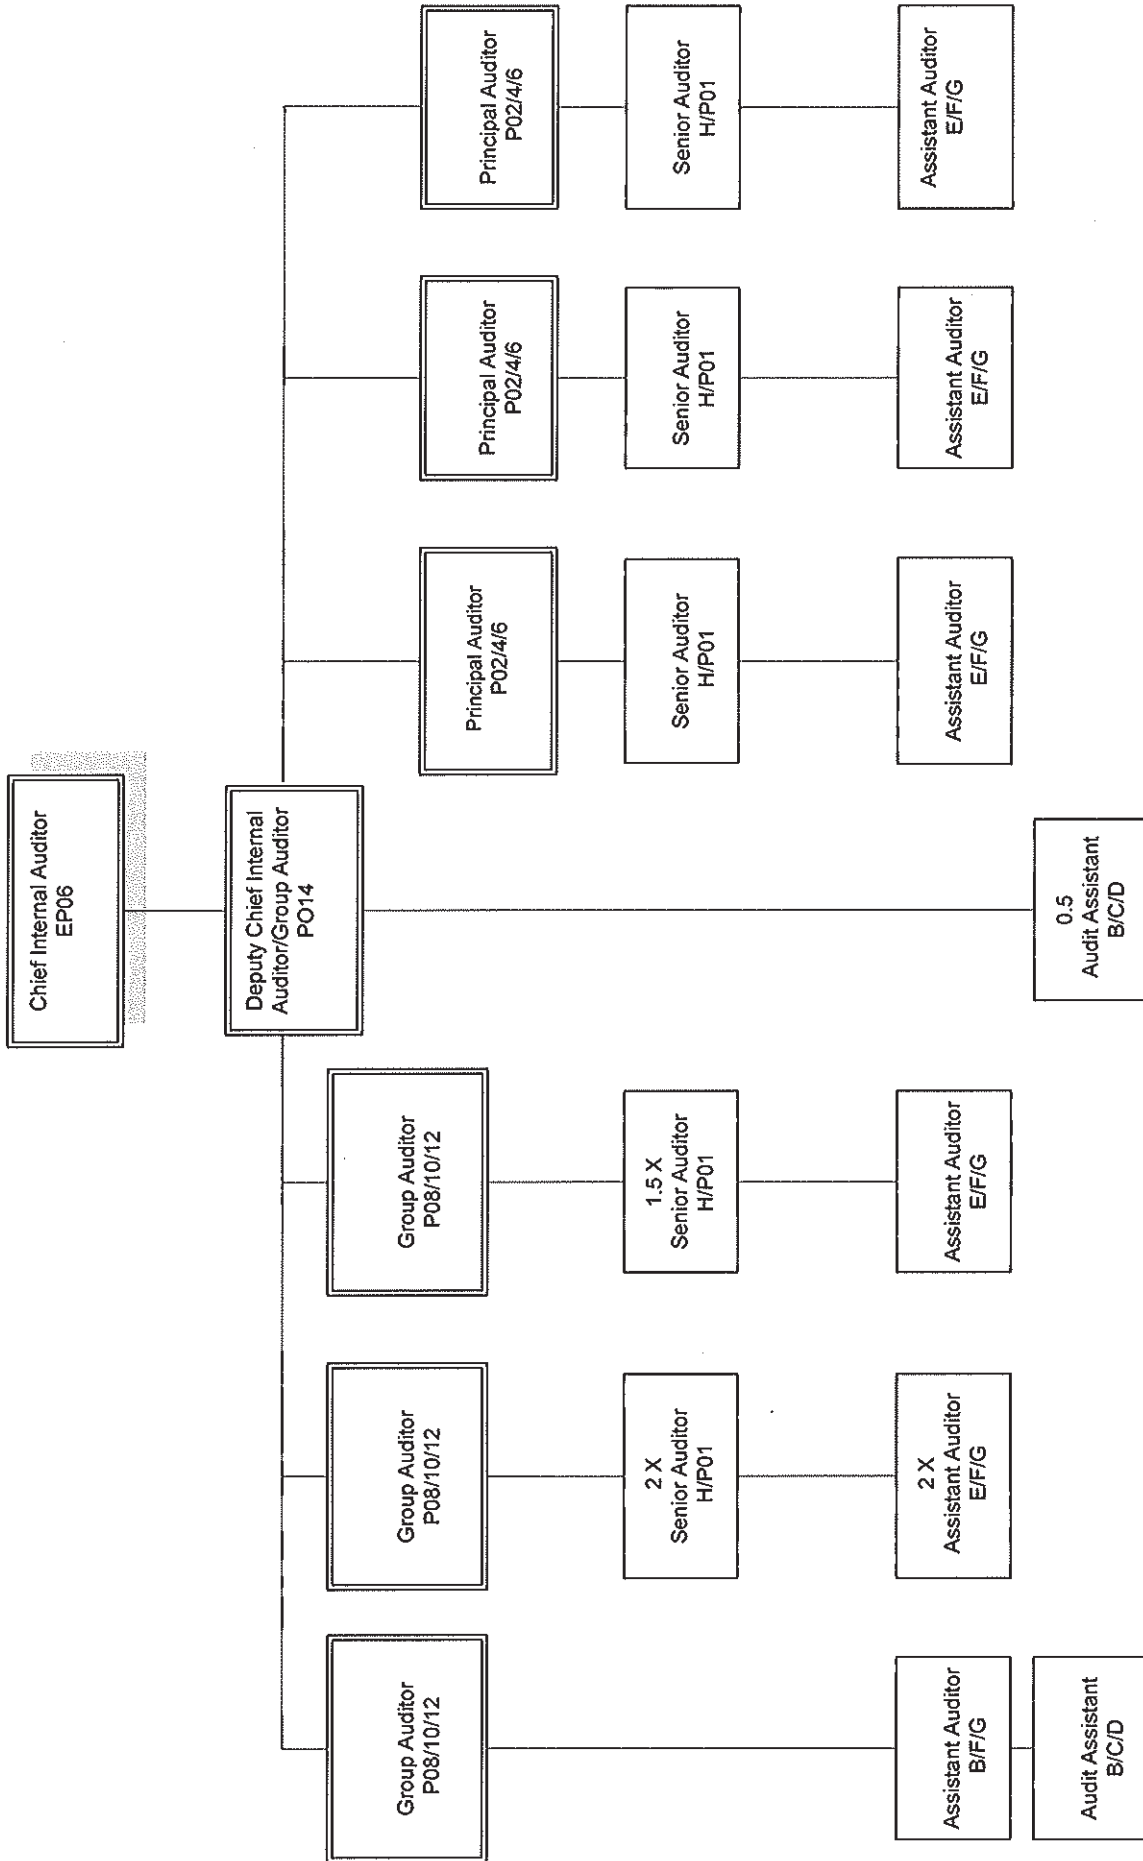 Chief Internal Auditor
EP06
Deputy Chief Internal
Auditor/Group Auditor
PO14
Group Auditor
P08/10/12
Group Auditor
P08/10/12
Group Auditor
P08/10/12
Principal Auditor
P02/4/6
Principal Auditor
P02/4/6
Principal Auditor
P02/4/6
2 X
Senior Auditor
H/P01
1.5 X
Senior Auditor
H/P01
Senior Auditor
H/P01
Senior Auditor
H/P01
Senior Auditor
H/P01
Assistant Auditor
B/F/G
2 X
Assistant Auditor
E/F/G
Assistant Auditor
E/F/G
Assistant Auditor
E/F/G
Assistant Auditor
E/F/G
Assistant Auditor
E/F/G
Audit Assistant
B/C/D
0.5
Audit Assistant
B/C/D